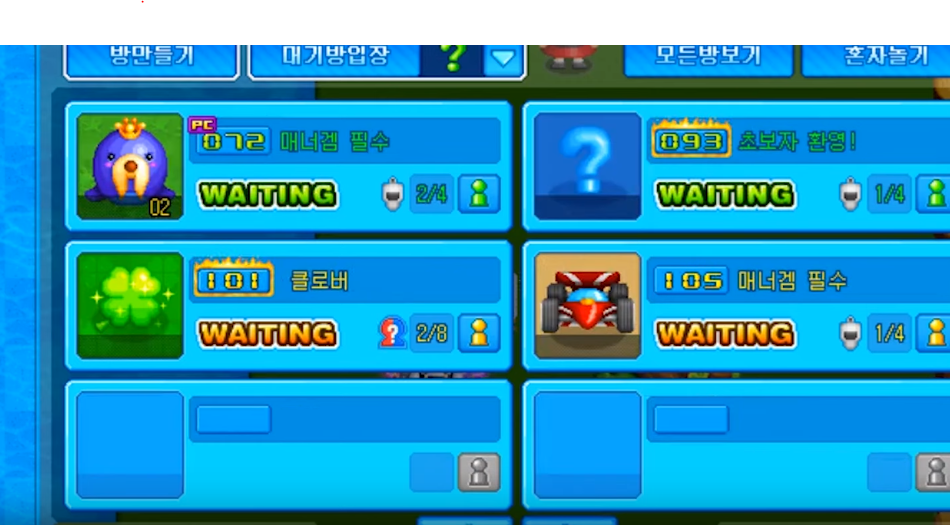 방만들기 대기방입장 ? 모든방보기 혼자놀기
PC
072 매너겜 필수
02
WAITING 2/4
? 093 초보자 환영!
WAITING 1/4
101 클로버
WAITING ? 2/8
105 매너겜 필수
WAITING 1/4